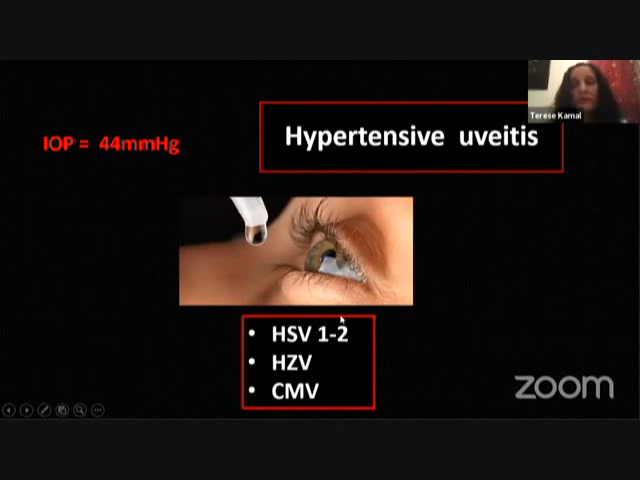 Terese Kamal
Hypertensive uveitis
IOP = 44mmHg
• HSV 1-2
• HZV
• CMV
zoom